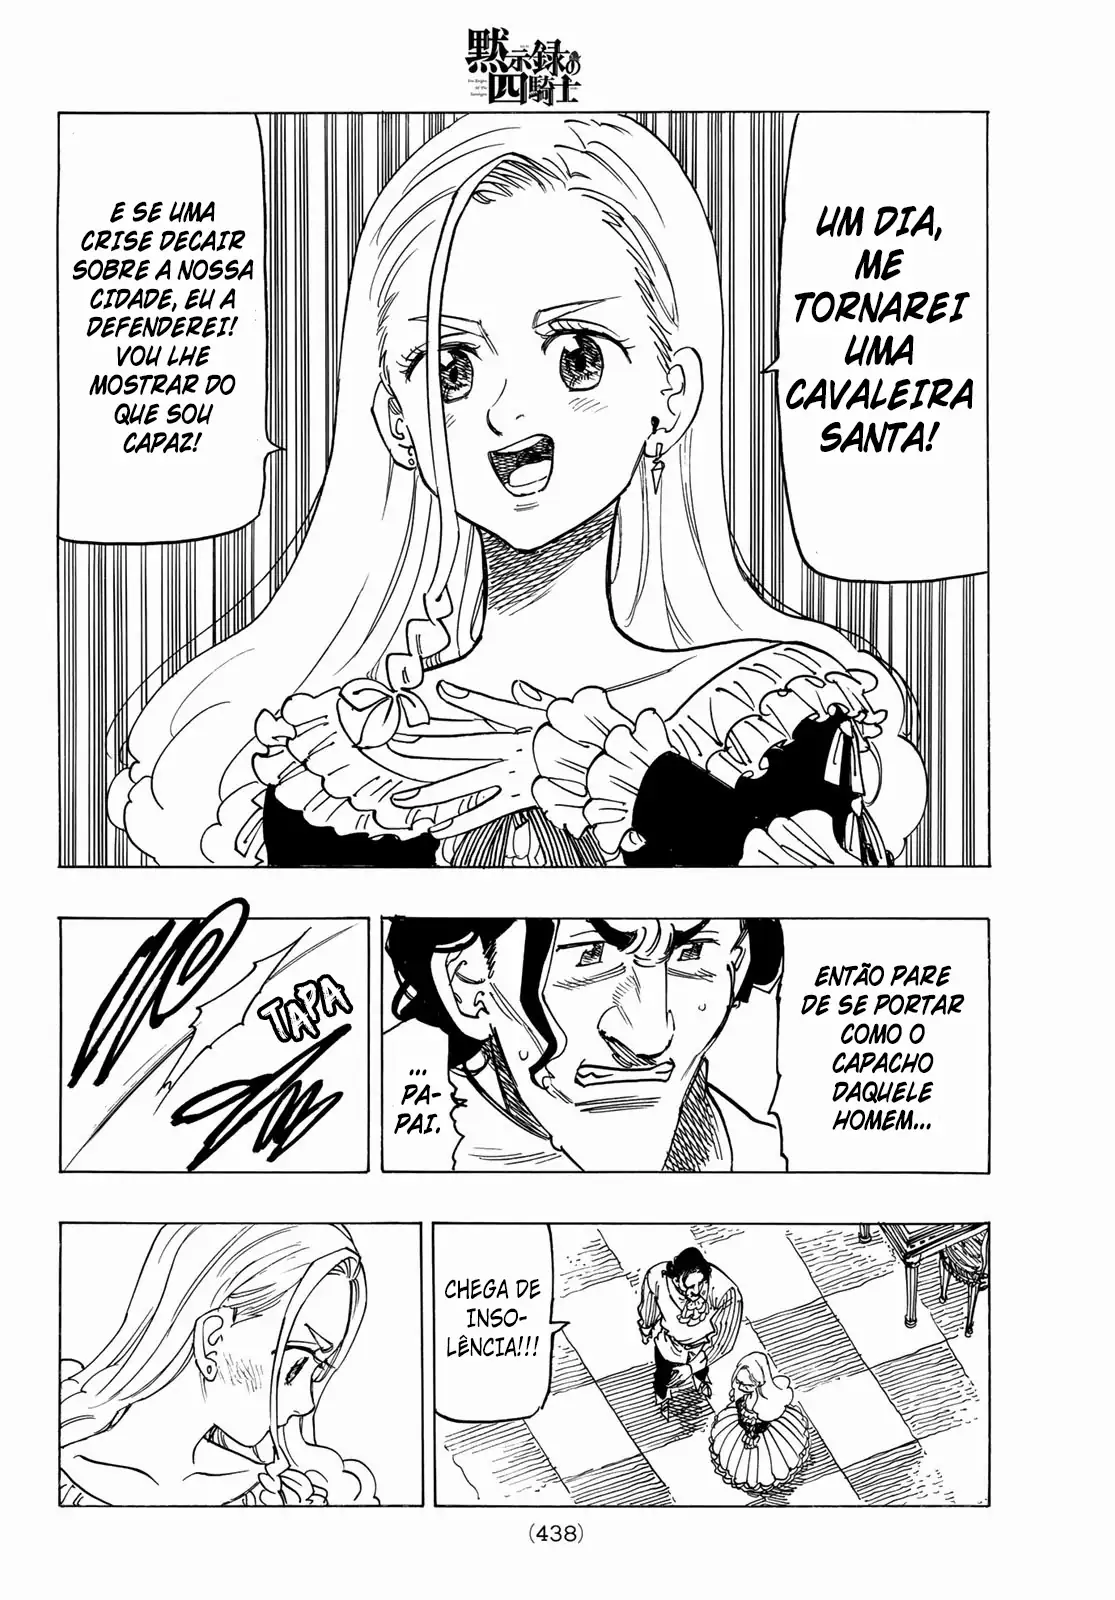 黙示録の
四騎士
UM DIA,
ME
TORNAREI
UMA
CAVALEIRA
SANTA!
E SE UMA
CRISE DECAIR
SOBRE A NOSSA
CIDADE, EU A
DEFENDEREI!
VOU LHE
MOSTRAR DO
QUE SOU
CAPAZ!
ENTÃO PARE
DE SE PORTAR
COMO O
CAPACHO
DAQUELE
HOMEM...
...
PA-
PAI.
TAPA
CHEGA DE
INSO-
LÊNCIA!!!
(438)